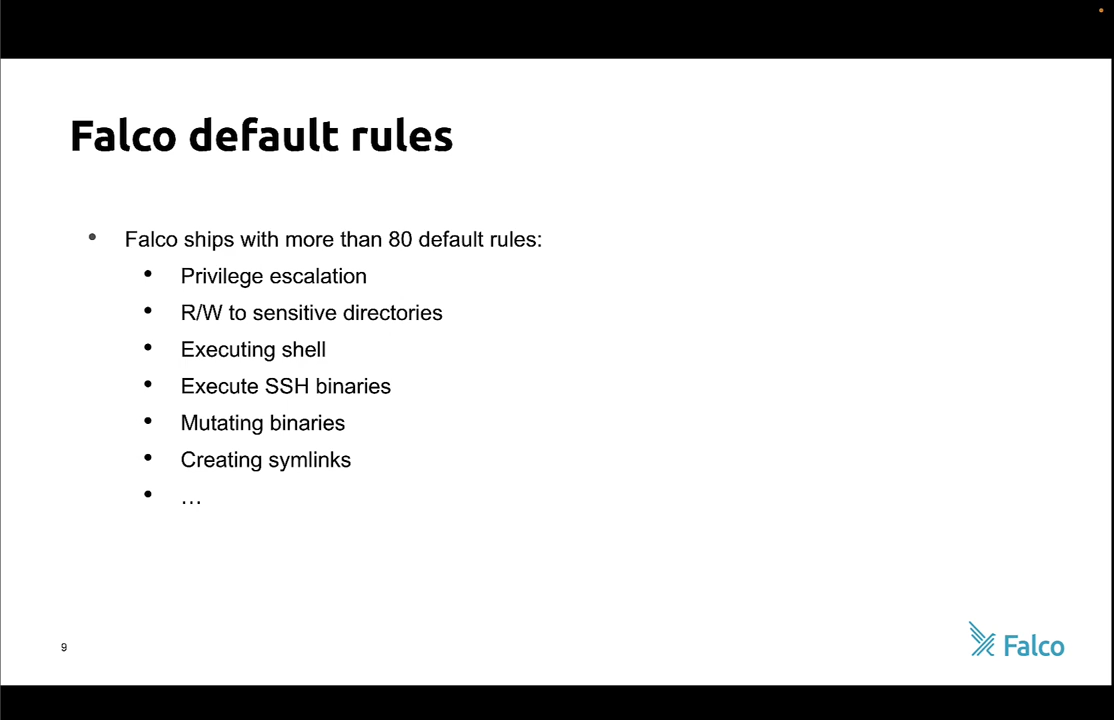 Falco default rules
• Falco ships with more than 80 default rules:
• Privilege escalation
• R/W to sensitive directories
• Executing shell
• Execute SSH binaries
• Mutating binaries
• Creating symlinks
• …
9
Falco